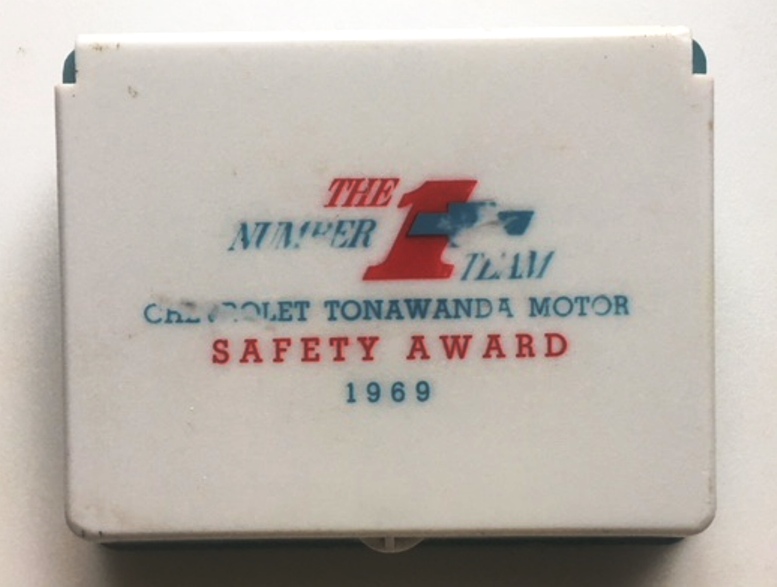 THE
NUMBER 1 TEAM
CHEVROLET TONAWANDA MOTOR
SAFETY AWARD
1969